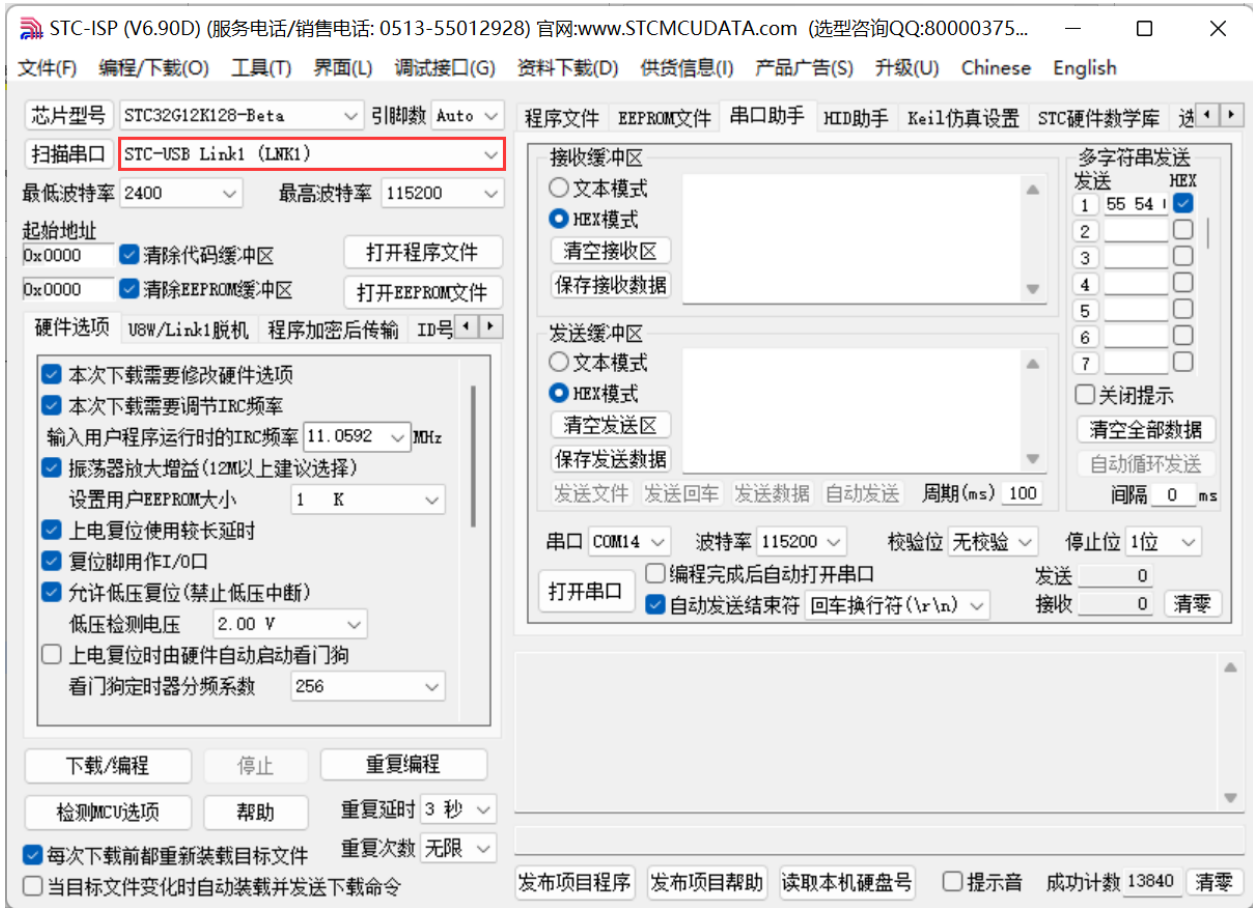 STC-ISP (V6.90D) (服务电话/销售电话: 0513-55012928) 官网:www.STCMCUDATA.com (选型咨询QQ:80000375...
文件(F) 编程/下载(O) 工具(T) 界面(L) 调试接口(G) 资料下载(D) 供货信息(I) 产品广告(S) 升级(U) Chinese English
芯片型号 STC32G12K128-Beta 引脚数 Auto
扫描串口 STC-USB Link1 (LNK1)
最低波特率 2400 最高波特率 115200
起始地址
0x0000 清除代码缓冲区 打开程序文件
0x0000 清除EEPROM缓冲区 打开EEPROM文件
硬件选项 U8W/Link1脱机 程序加密后传输 ID号
本次下载需要修改硬件选项
本次下载需要调节IRC频率
输入用户程序运行时的IRC频率 11.0592 MHz
振荡器放大增益(12M以上建议选择)
设置用户EEPROM大小 1 K
上电复位使用较长延时
复位脚用作I/O口
允许低压复位(禁止低压中断)
低压检测电压 2.00 V
上电复位时由硬件自动启动看门狗
看门狗定时器分频系数 256
下载/编程 停止 重复编程
检测MCU选项 帮助 重复延时 3 秒
每次下载前都重新装载目标文件 重复次数 无限
当目标文件变化时自动装载并发送下载命令
程序文件 EEPROM文件 串口助手 HID助手 Keil仿真设置 STC硬件数学库
接收缓冲区
文本模式
HEX模式
清空接收区
保存接收数据
发送缓冲区
文本模式
HEX模式
清空发送区
保存发送数据
发送文件 发送回车 发送数据 自动发送 周期(ms) 100
多字符串发送
发送 HEX
1 55 54
2
3
4
5
6
7
关闭提示
清空全部数据
自动循环发送
间隔 0 ms
串口 COM14 波特率 115200 校验位 无校验 停止位 1位
打开串口 编程完成后自动打开串口 发送 0
自动发送结束符 回车换行符(\r\n) 接收 0 清零
发布项目程序 发布项目帮助 读取本机硬盘号 提示音 成功计数 13840 清零